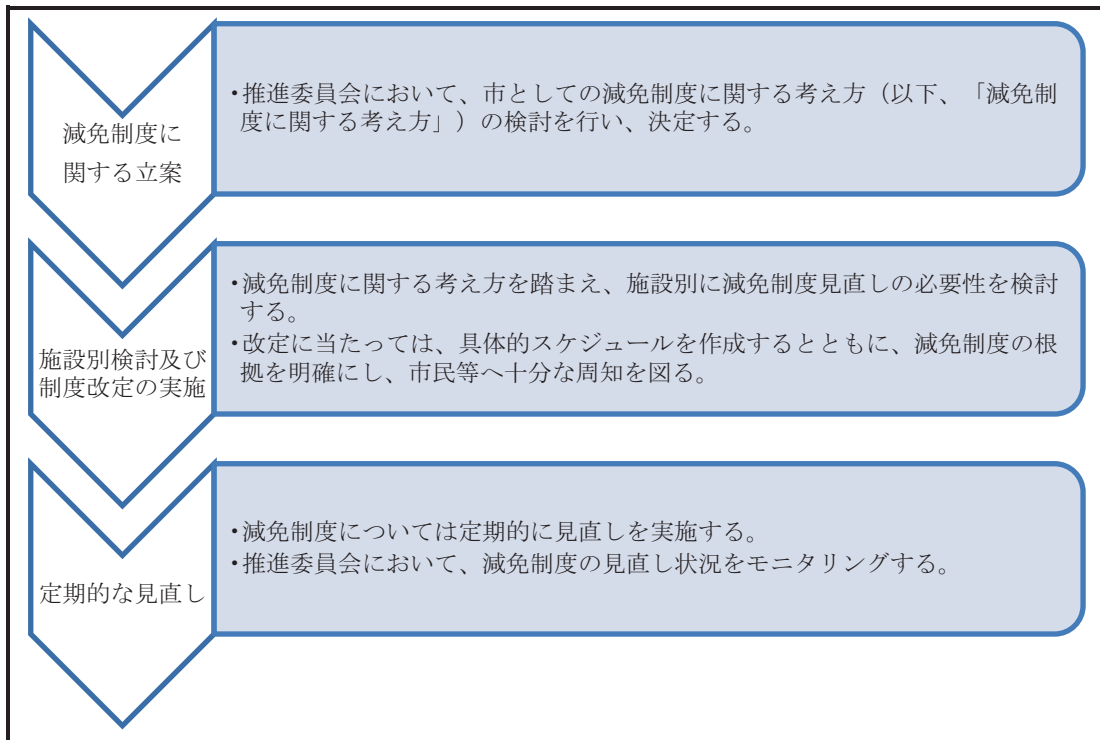 減免制度に
関する立案
・推進委員会において、市としての減免制度に関する考え方（以下、「減免制
度に関する考え方」）の検討を行い、決定する。
施設別検討及び
制度改定の実施
・減免制度に関する考え方を踏まえ、施設別に減免制度見直しの必要性を検討
する。
・改定に当たっては、具体的スケジュールを作成するとともに、減免制度の根
拠を明確にし、市民等へ十分な周知を図る。
定期的な見直し
・減免制度については定期的に見直しを実施する。
・推進委員会において、減免制度の見直し状況をモニタリングする。